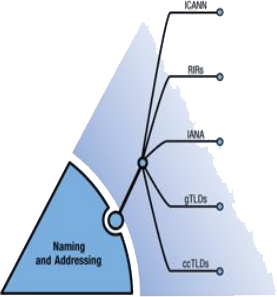 ICANN
RIRs
IANA
gTLDs
Naming
and Addressing
ccTLDs